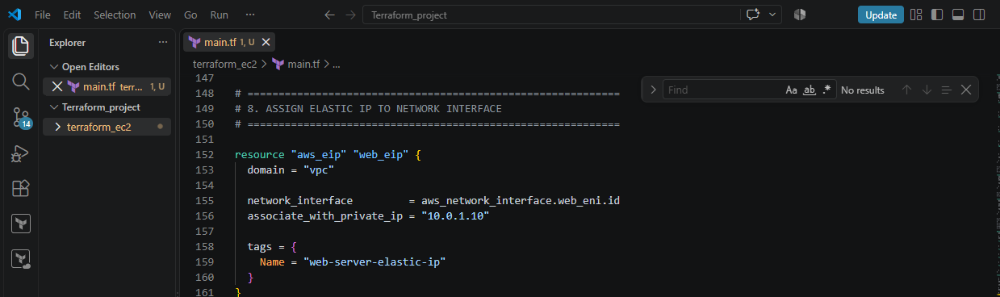 File Edit Selection View Go Run ··· Terraform_project Update
Explorer ···
main.tf 1, U
Open Editors
main.tf terr... 1, U
Terraform_project
terraform_ec2
14
terraform_ec2 > main.tf > ...
Find Aa ab .* No results
147
148 # ============================================================
149 # 8. ASSIGN ELASTIC IP TO NETWORK INTERFACE
150 # ============================================================
151
152 resource "aws_eip" "web_eip" {
153   domain = "vpc"
154
155   network_interface         = aws_network_interface.web_eni.id
156   associate_with_private_ip = "10.0.1.10"
157
158   tags = {
159     Name = "web-server-elastic-ip"
160   }
161 }